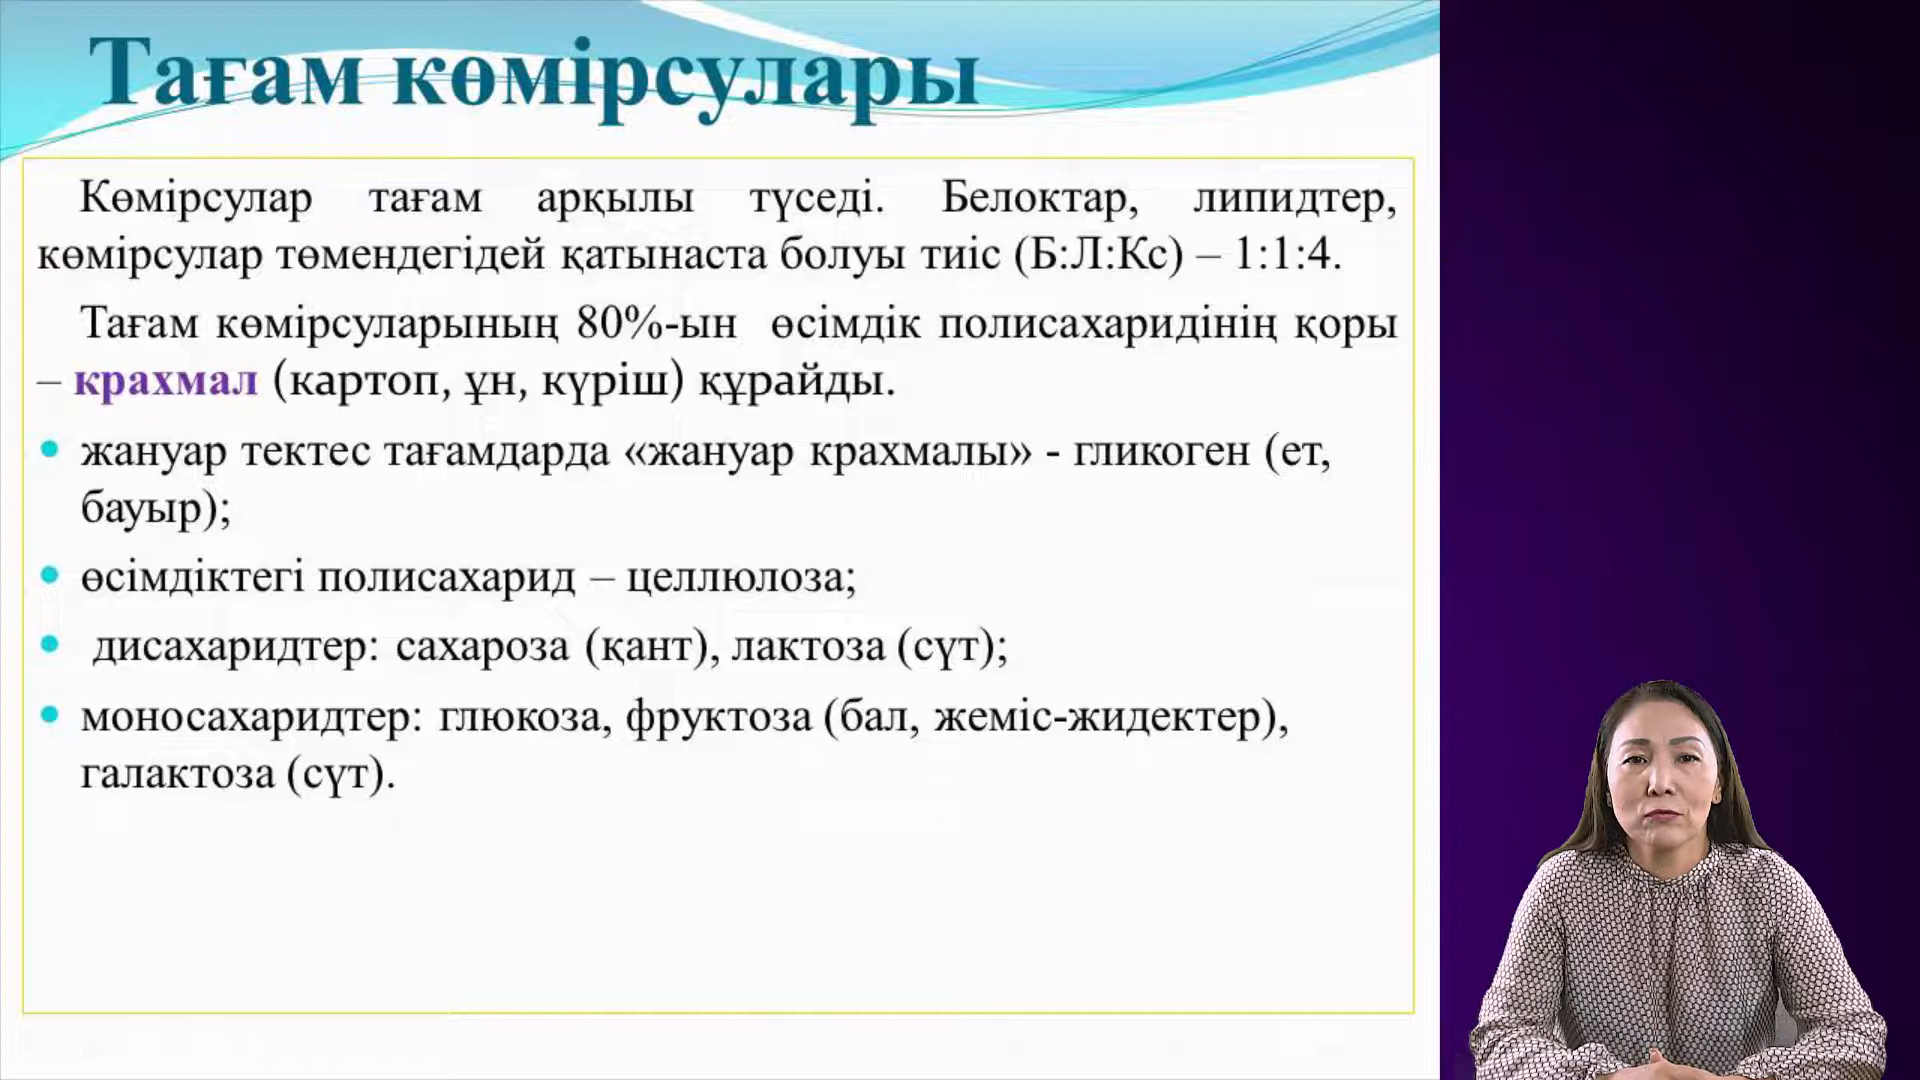 Тағам көмірсулары
Көмірсулар тағам арқылы түседі. Белоктар, липидтер,
көмірсулар төмендегідей қатынаста болуы тиіс (Б:Л:Кс) – 1:1:4.
Тағам көмірсуларының 80%-ын өсімдік полисахаридінің қоры
– крахмал (картоп, ұн, күріш) құрайды.
• жануар тектес тағамдарда «жануар крахмалы» - гликоген (ет,
бауыр);
• өсімдіктегі полисахарид – целлюлоза;
• дисахаридтер: сахароза (қант), лактоза (сүт);
• моносахаридтер: глюкоза, фруктоза (бал, жеміс-жидектер),
галактоза (сүт).